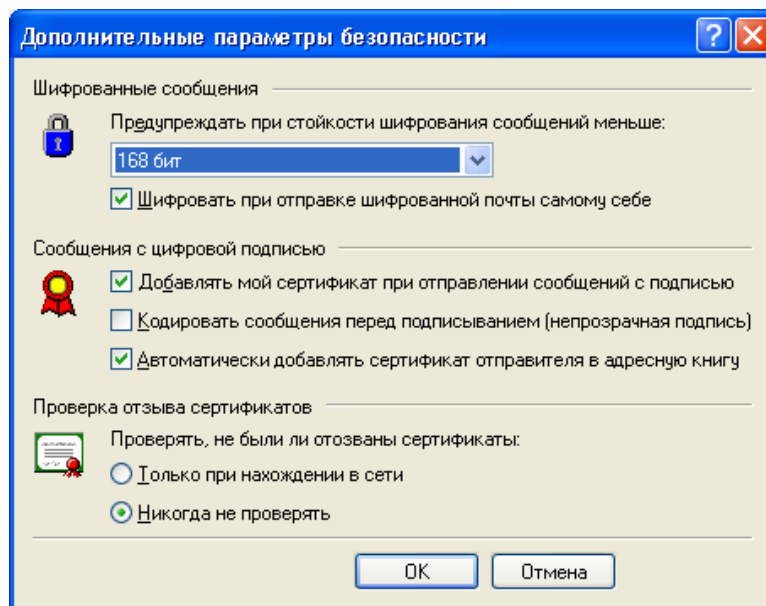 Дополнительные параметры безопасности
Шифрованные сообщения
Предупреждать при стойкости шифрования сообщений меньше:
168 бит
Шифровать при отправке шифрованной почты самому себе
Сообщения с цифровой подписью
Добавлять мой сертификат при отправлении сообщений с подписью
Кодировать сообщения перед подписыванием (непрозрачная подпись)
Автоматически добавлять сертификат отправителя в адресную книгу
Проверка отзыва сертификатов
Проверять, не были ли отозваны сертификаты:
Только при нахождении в сети
Никогда не проверять
OK
Отмена